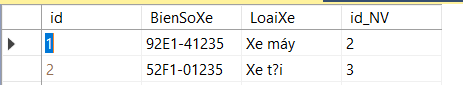 id BienSoXe LoaiXe id_NV
1 92E1-41235 Xe máy 2
2 52F1-01235 Xe t?i 3